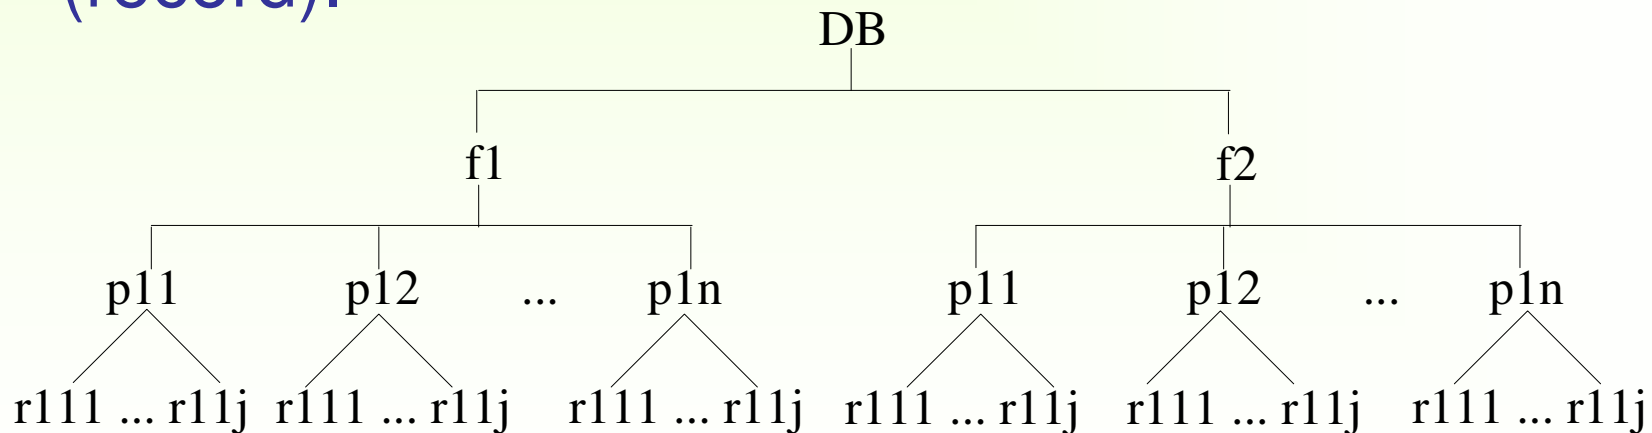 (record).
DB
f1 f2
p11 p12 ... p1n p11 p12 ... p1n
r111 ... r11j r111 ... r11j r111 ... r11j r111 ... r11j r111 ... r11j r111 ... r11j